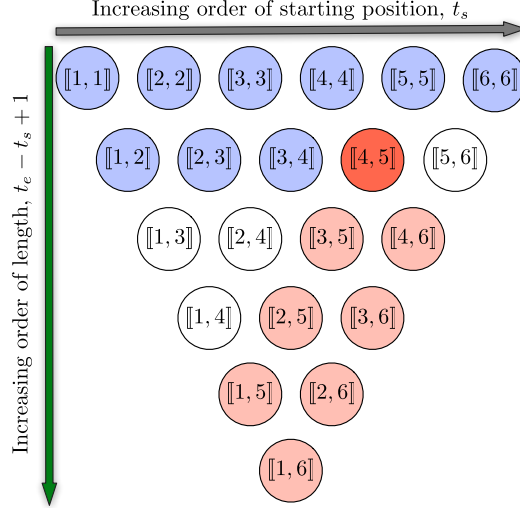 Increasing order of starting position, t_s
Increasing order of length, t_e − t_s + 1
⟦1, 1⟧ ⟦2, 2⟧ ⟦3, 3⟧ ⟦4, 4⟧ ⟦5, 5⟧ ⟦6, 6⟧
⟦1, 2⟧ ⟦2, 3⟧ ⟦3, 4⟧ ⟦4, 5⟧ ⟦5, 6⟧
⟦1, 3⟧ ⟦2, 4⟧ ⟦3, 5⟧ ⟦4, 6⟧
⟦1, 4⟧ ⟦2, 5⟧ ⟦3, 6⟧
⟦1, 5⟧ ⟦2, 6⟧
⟦1, 6⟧